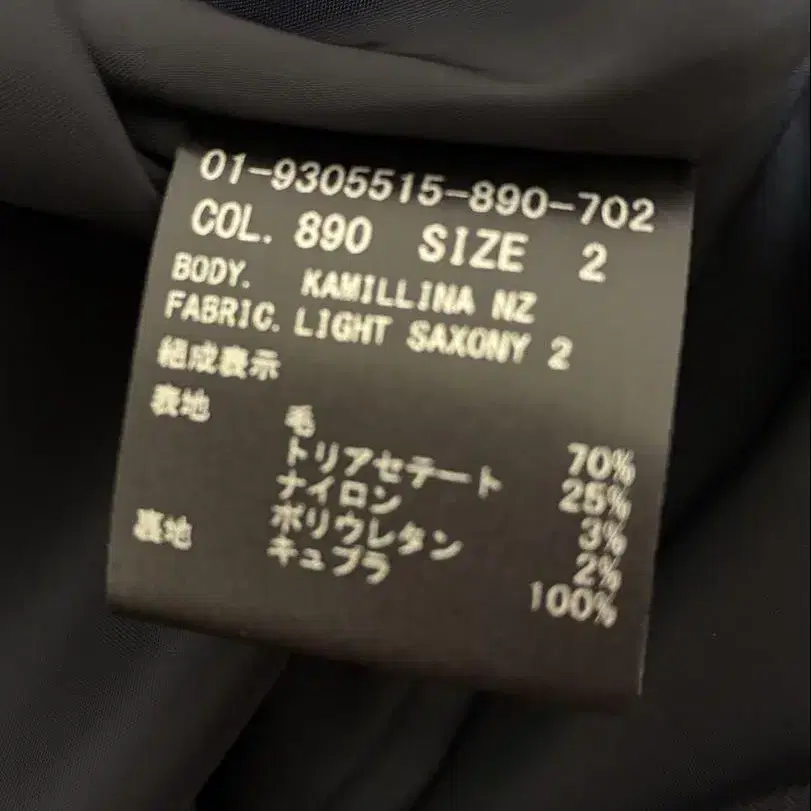 01-9305515-890-702
COL. 890 SIZE 2
BODY. KAMILLINA NZ
FABRIC. LIGHT SAXONY 2
組成表示
表地 毛 70%
トリアセテート 25%
ナイロン 3%
ポリウレタン 2%
裏地 キュプラ 100%